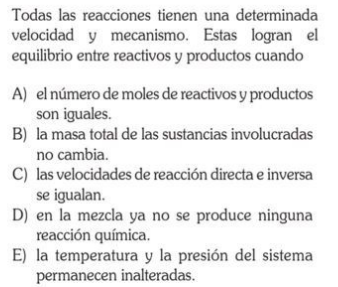 Todas las reacciones tienen una determinada
velocidad y mecanismo. Estas logran el
equilibrio entre reactivos y productos cuando
A) el número de moles de reactivos y productos
son iguales.
B) la masa total de las sustancias involucradas
no cambia.
C) las velocidades de reacción directa e inversa
se igualan.
D) en la mezcla ya no se produce ninguna
reacción química.
E) la temperatura y la presión del sistema
permanecen inalteradas.